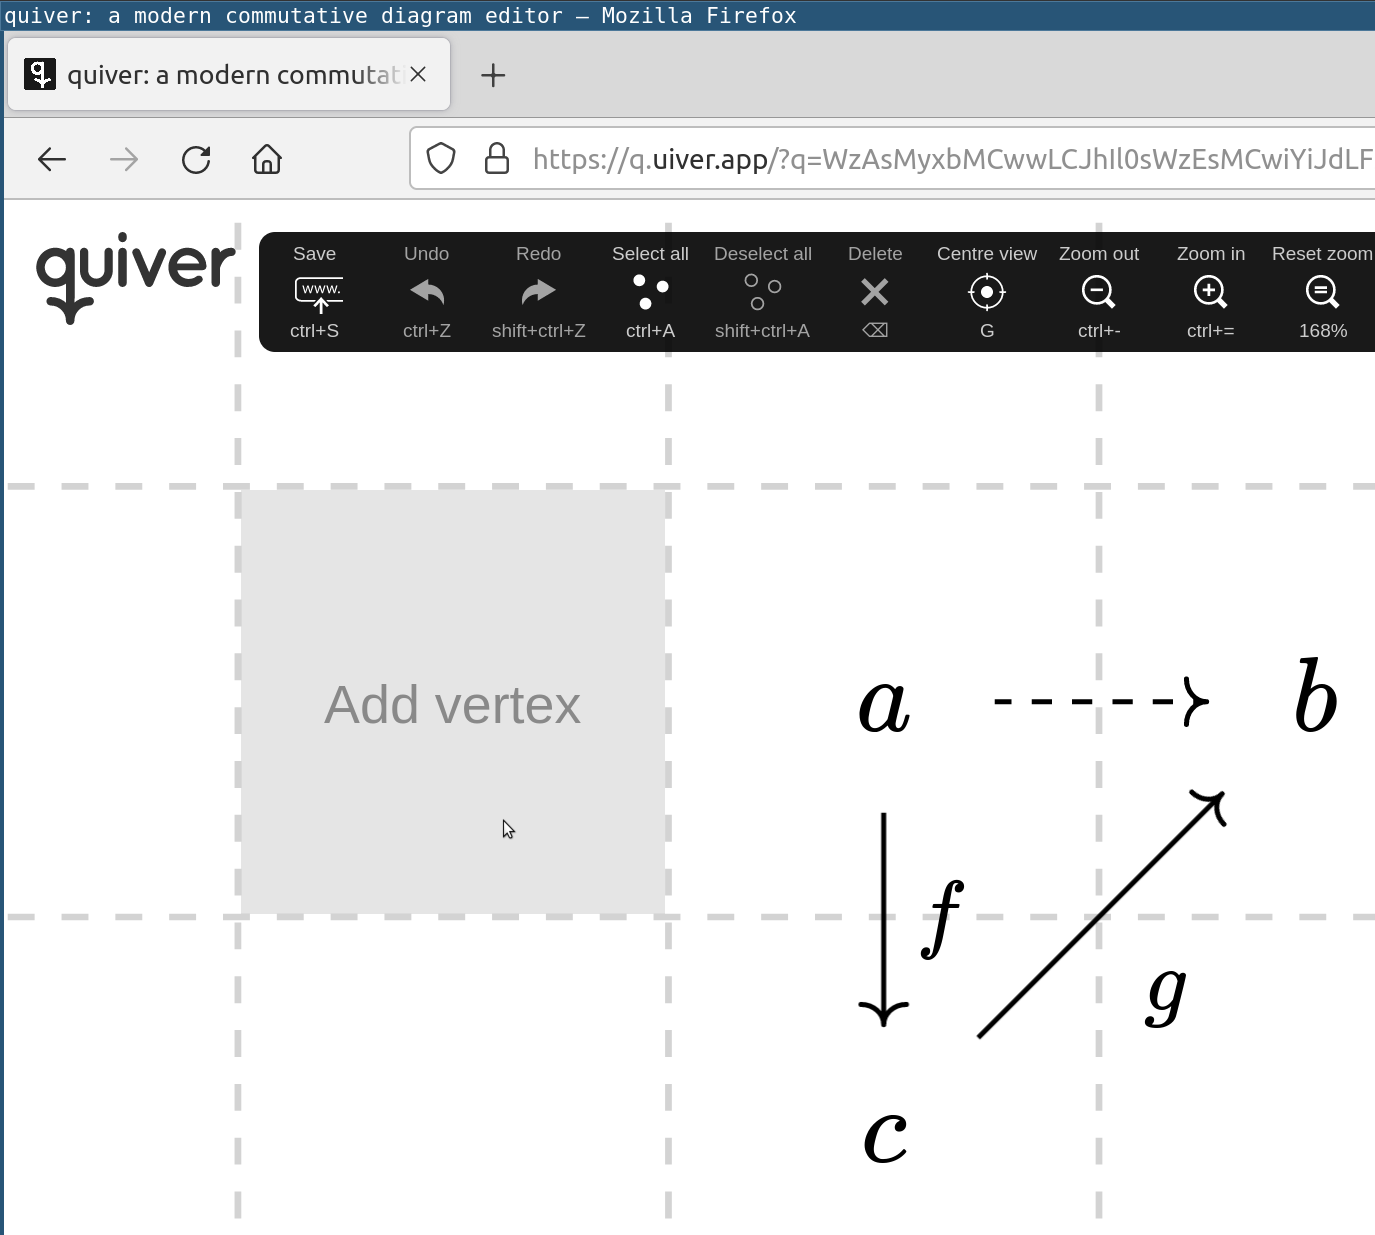 quiver: a modern commutative diagram editor — Mozilla Firefox
quiver: a modern commutati
https://q.uiver.app/?q=WzAsMyxbMCwwLCJhIl0sWzEsMCwiYiJdLF
quiver
Save Undo Redo Select all Deselect all Delete Centre view Zoom out Zoom in Reset zoom
www.
ctrl+S ctrl+Z shift+ctrl+Z ctrl+A shift+ctrl+A ⌫ G ctrl+- ctrl+= 168%
Add vertex
a b
f
g
c